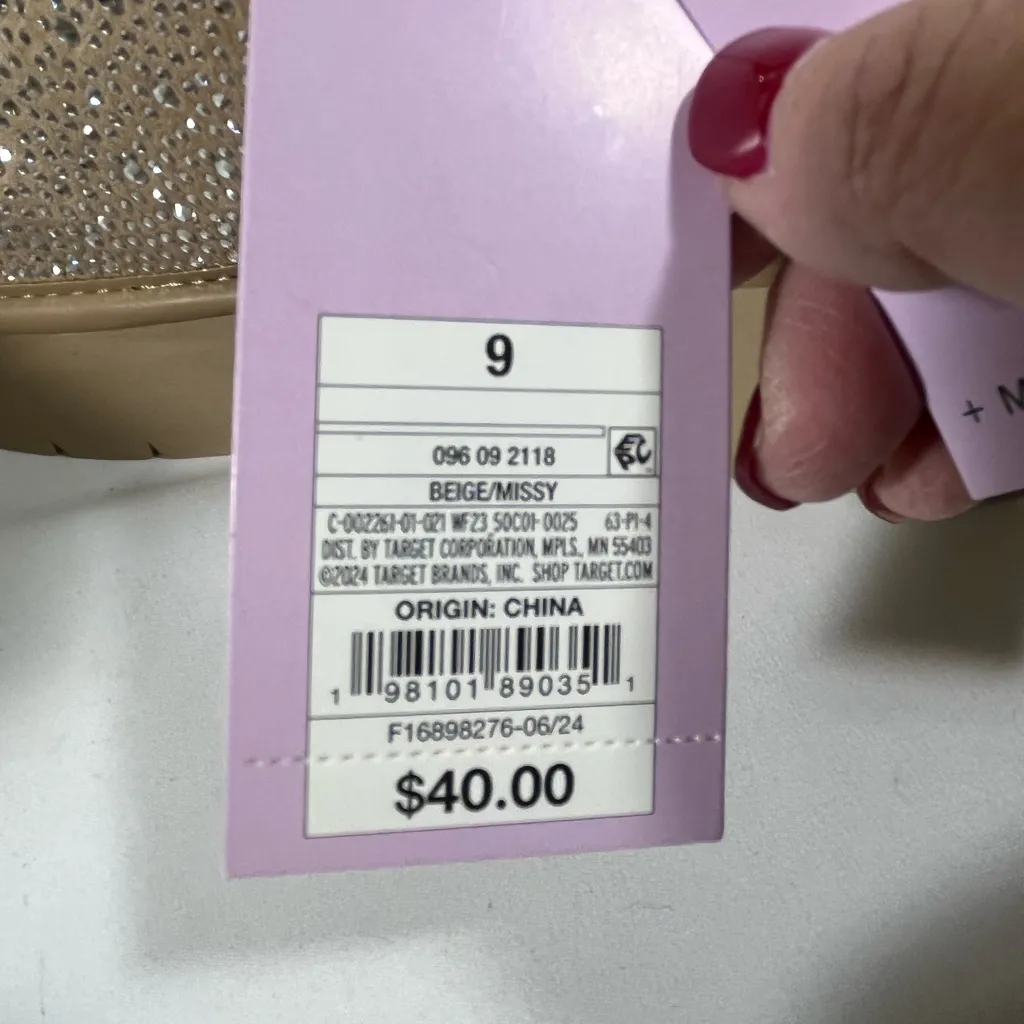 9
096 09 2118
BEIGE/MISSY
C-002261-01-021 WF23 SOC01-0025 63-P1-4
DIST. BY TARGET CORPORATION, MPLS., MN 55403
©2024 TARGET BRANDS, INC. SHOP TARGET.COM
ORIGIN: CHINA
1 98101 89035 1
F16898276-06/24
$40.00
+